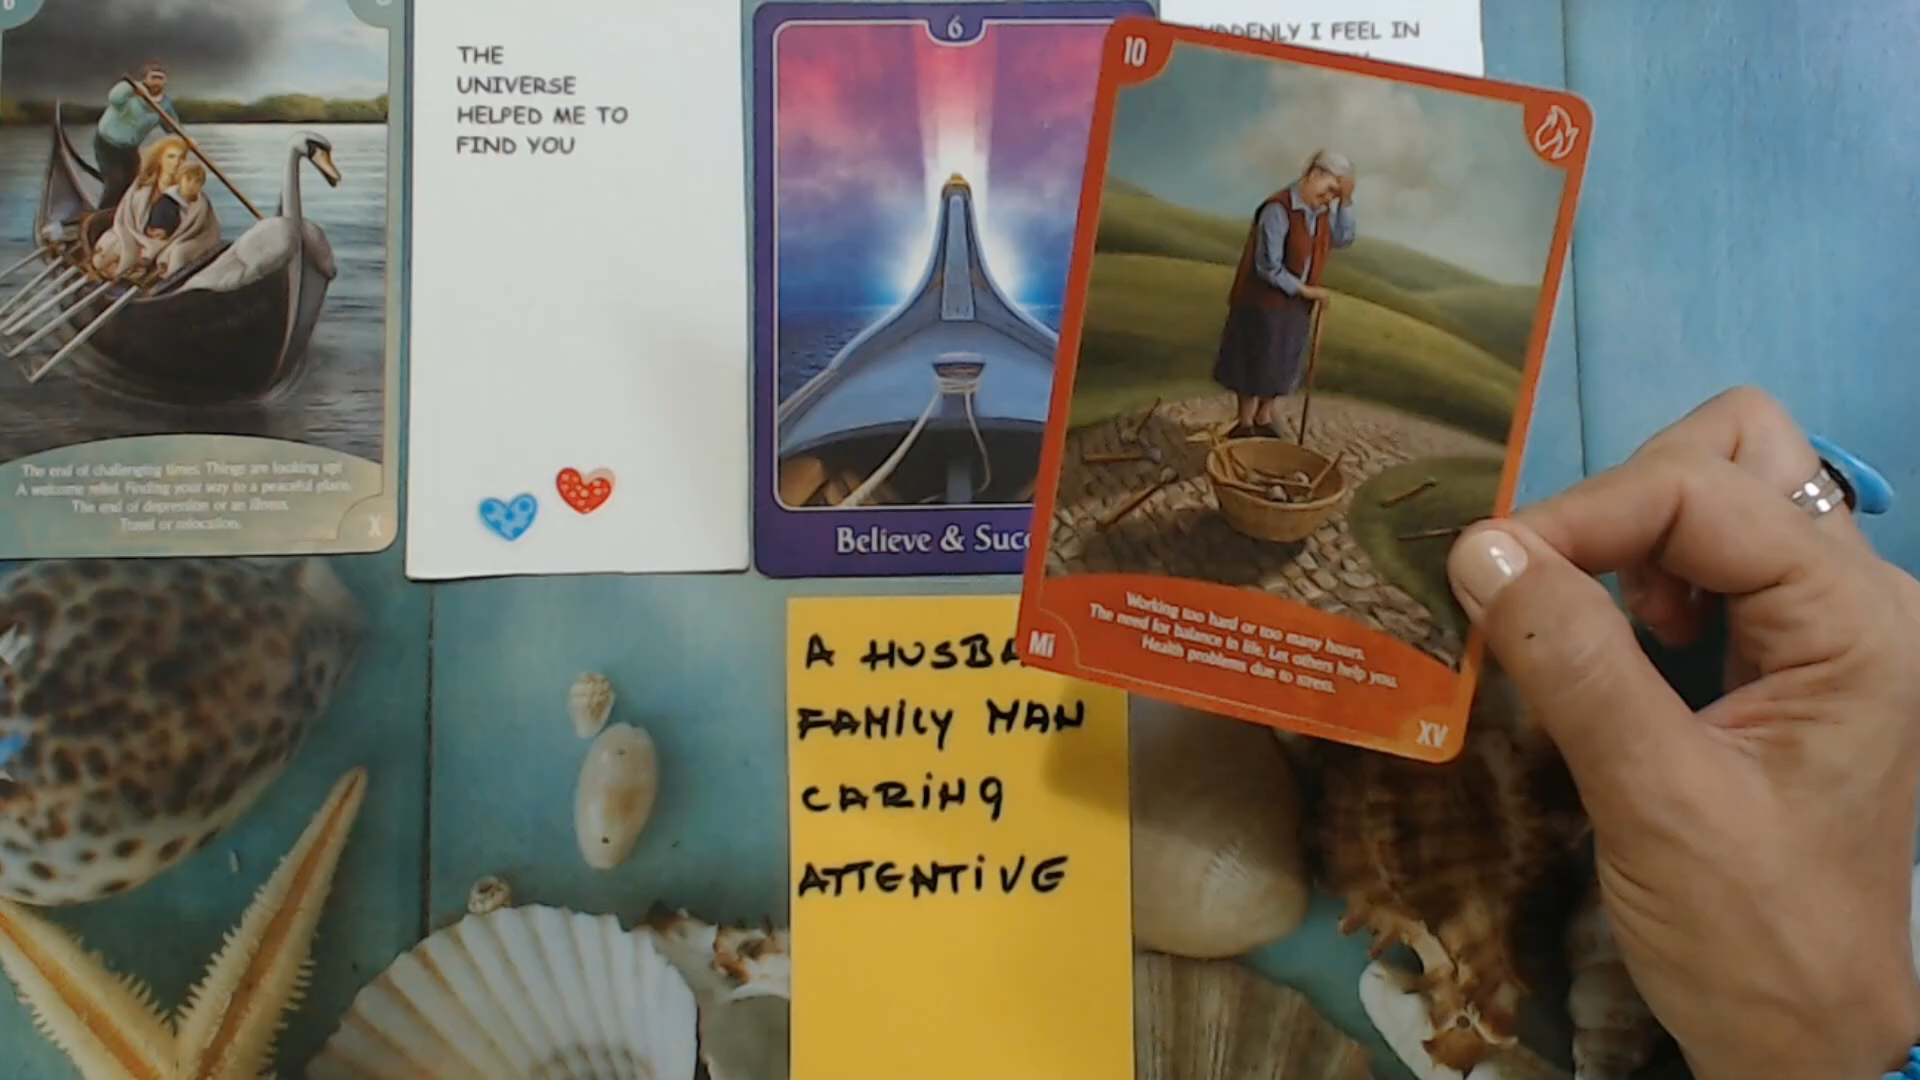 The end of challenging times. Things are looking up!
A welcome relief. Finding your way to a peaceful place.
The end of depression or an illness.
Travel or relocation.
X
THE
UNIVERSE
HELPED ME TO
FIND YOU
6
Believe &
I FEEL IN
10
Working too hard or too many hours.
The need for balance in life. Let others help you.
Health problems due to stress.
Mi
XV
A
FAMILY MAN
CARING
ATTENTIVE